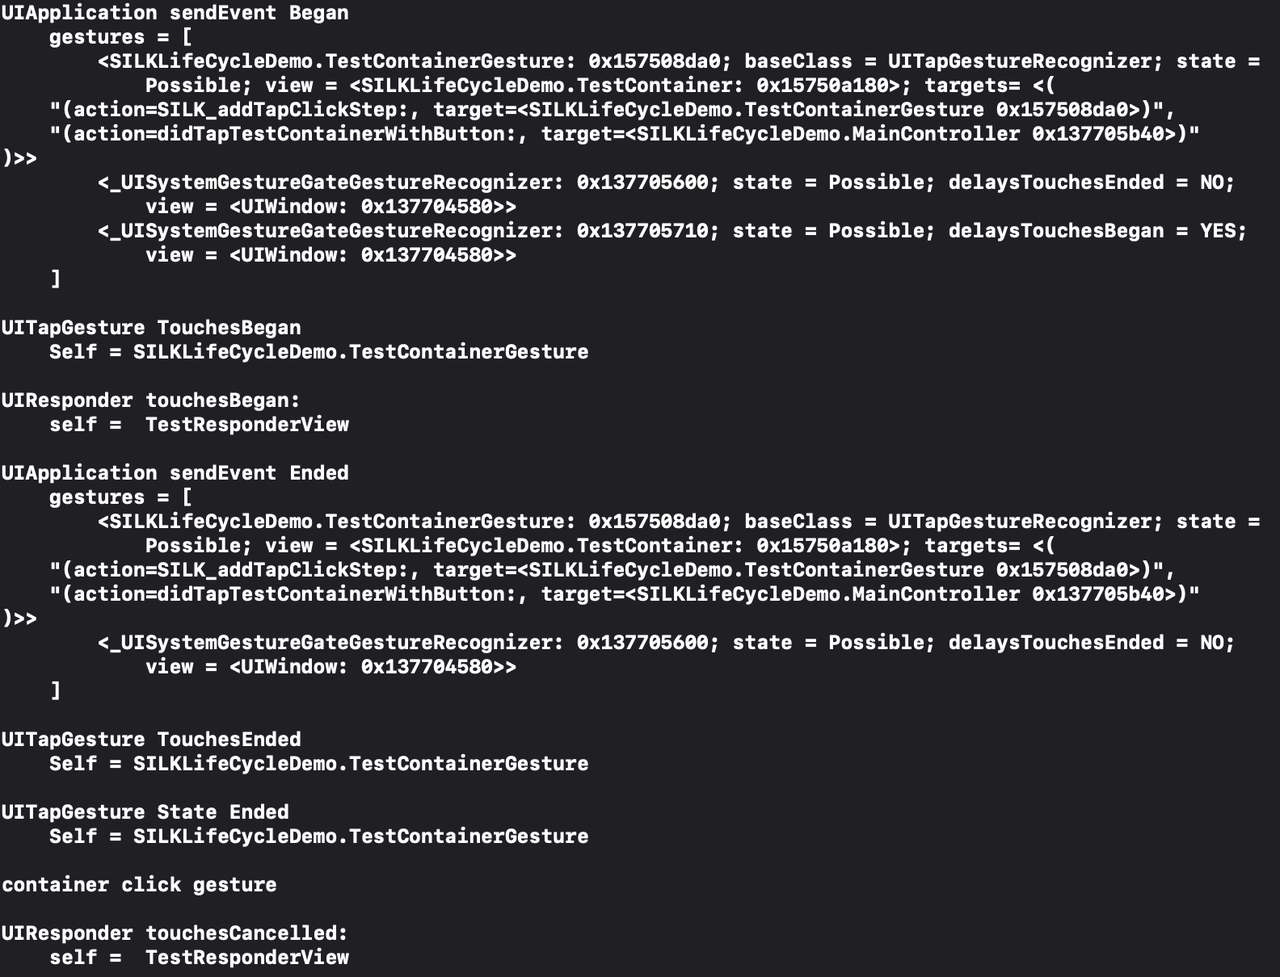 UIApplication sendEvent Began
gestures = [
<SILKLifeCycleDemo.TestContainerGesture: 0x157508da0; baseClass = UITapGestureRecognizer; state =
Possible; view = <SILKLifeCycleDemo.TestContainer: 0x15750a180>; targets= <(
"(action=SILK_addTapClickStep:, target=<SILKLifeCycleDemo.TestContainerGesture 0x157508da0>)",
"(action=didTapTestContainerWithButton:, target=<SILKLifeCycleDemo.MainController 0x137705b40>)"
)>>
<_UISystemGestureGateGestureRecognizer: 0x137705600; state = Possible; delaysTouchesEnded = NO;
view = <UIWindow: 0x137704580>>
<_UISystemGestureGateGestureRecognizer: 0x137705710; state = Possible; delaysTouchesBegan = YES;
view = <UIWindow: 0x137704580>>
]
UITapGesture TouchesBegan
Self = SILKLifeCycleDemo.TestContainerGesture
UIResponder touchesBegan:
self =  TestResponderView
UIApplication sendEvent Ended
gestures = [
<SILKLifeCycleDemo.TestContainerGesture: 0x157508da0; baseClass = UITapGestureRecognizer; state =
Possible; view = <SILKLifeCycleDemo.TestContainer: 0x15750a180>; targets= <(
"(action=SILK_addTapClickStep:, target=<SILKLifeCycleDemo.TestContainerGesture 0x157508da0>)",
"(action=didTapTestContainerWithButton:, target=<SILKLifeCycleDemo.MainController 0x137705b40>)"
)>>
<_UISystemGestureGateGestureRecognizer: 0x137705600; state = Possible; delaysTouchesEnded = NO;
view = <UIWindow: 0x137704580>>
]
UITapGesture TouchesEnded
Self = SILKLifeCycleDemo.TestContainerGesture
UITapGesture State Ended
Self = SILKLifeCycleDemo.TestContainerGesture
container click gesture
UIResponder touchesCancelled:
self =  TestResponderView